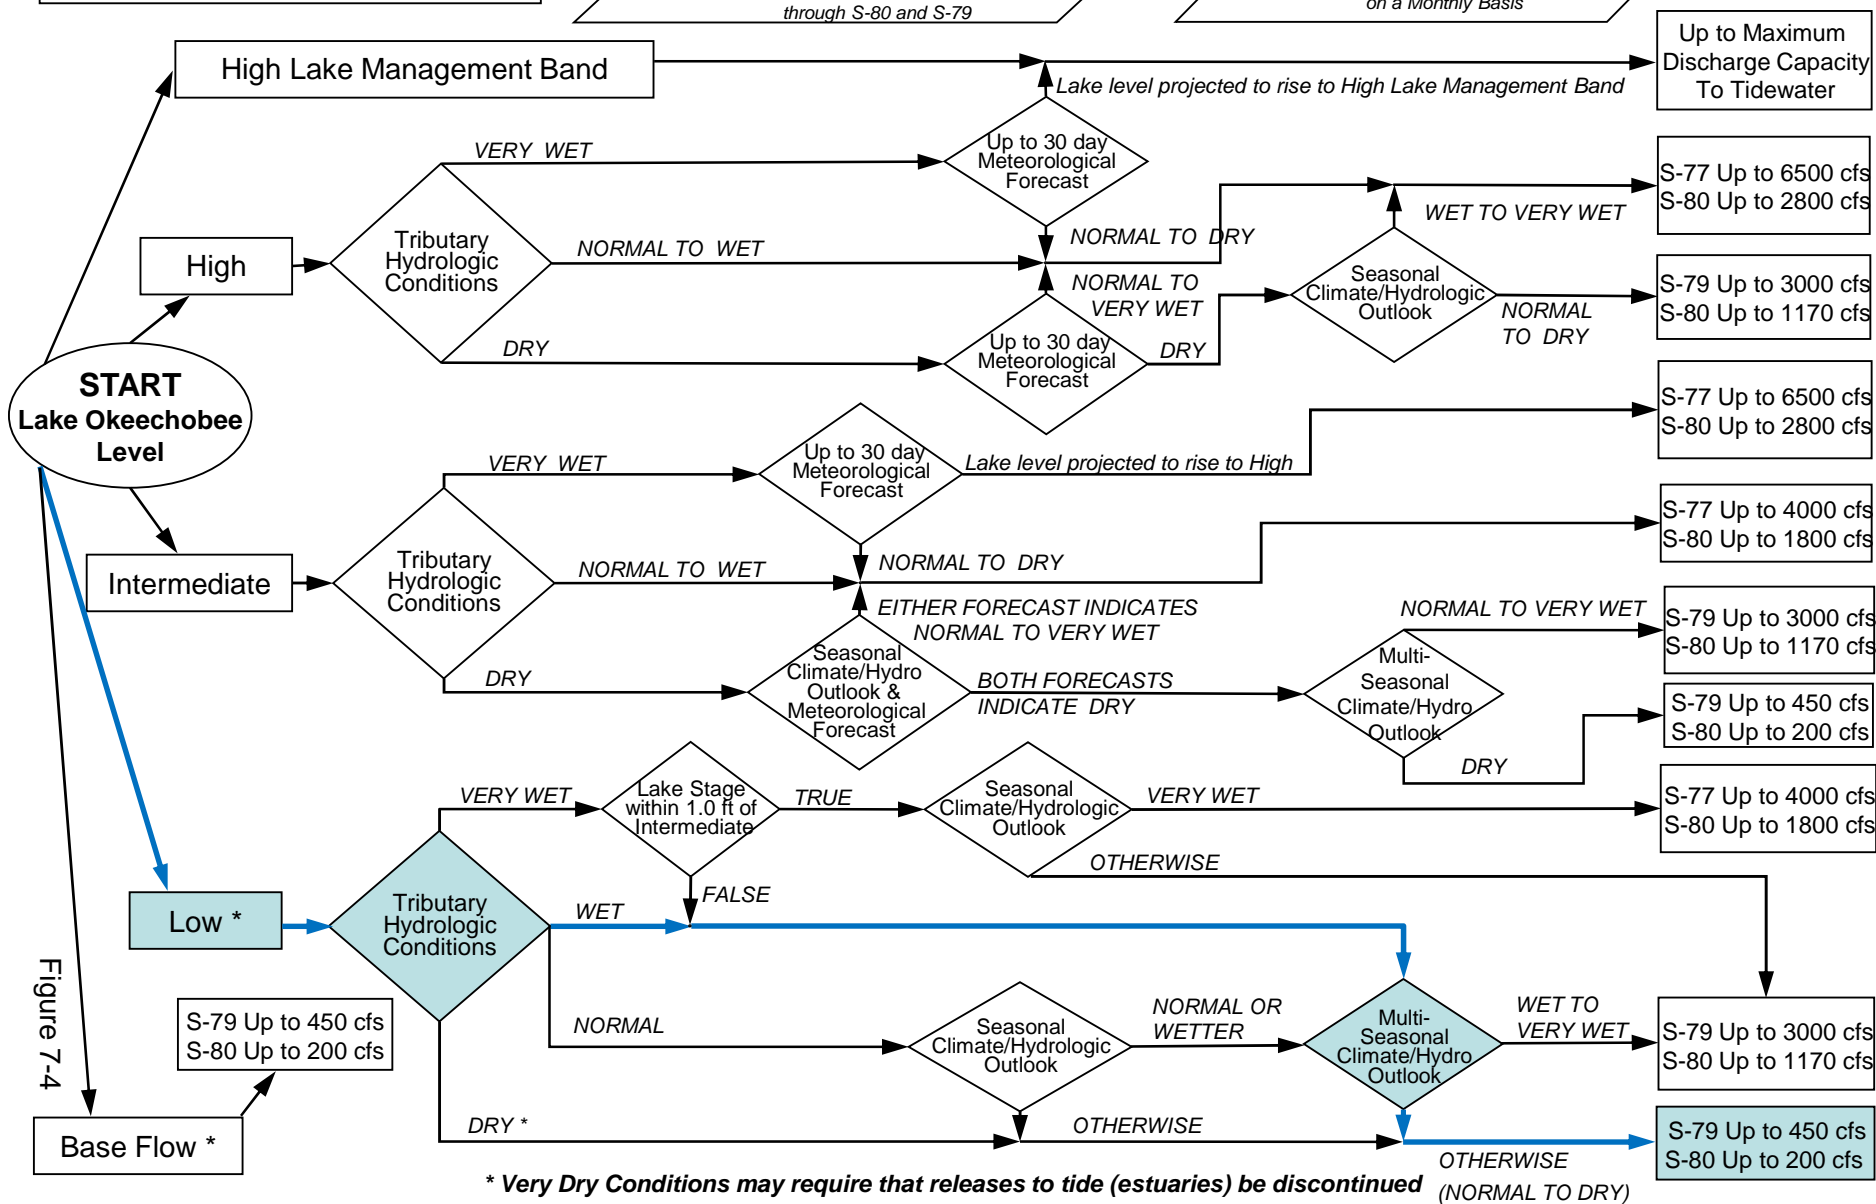 through S-80 and S-79
on a Monthly Basis
High Lake Management Band
Lake level projected to rise to High Lake Management Band
Up to Maximum
Discharge Capacity
To Tidewater
VERY WET
Up to 30 day
Meteorological
Forecast
S-77 Up to 6500 cfs
S-80 Up to 2800 cfs
WET TO VERY WET
High
Tributary
Hydrologic
Conditions
NORMAL TO WET
NORMAL TO DRY
NORMAL TO
VERY WET
Seasonal
Climate/Hydrologic
Outlook
NORMAL
TO DRY
S-79 Up to 3000 cfs
S-80 Up to 1170 cfs
DRY
Up to 30 day
Meteorological
Forecast
DRY
START
Lake Okeechobee
Level
S-77 Up to 6500 cfs
S-80 Up to 2800 cfs
VERY WET
Up to 30 day
Meteorological
Forecast
Lake level projected to rise to High
S-77 Up to 4000 cfs
S-80 Up to 1800 cfs
Intermediate
Tributary
Hydrologic
Conditions
NORMAL TO WET
NORMAL TO DRY
EITHER FORECAST INDICATES
NORMAL TO VERY WET
NORMAL TO VERY WET
S-79 Up to 3000 cfs
S-80 Up to 1170 cfs
DRY
Seasonal
Climate/Hydro
Outlook &
Meteorological
Forecast
BOTH FORECASTS
INDICATE DRY
Multi-
Seasonal
Climate/Hydro
Outlook
DRY
S-79 Up to 450 cfs
S-80 Up to 200 cfs
VERY WET
Lake Stage
within 1.0 ft of
Intermediate
TRUE
Seasonal
Climate/Hydrologic
Outlook
VERY WET
S-77 Up to 4000 cfs
S-80 Up to 1800 cfs
OTHERWISE
FALSE
Low *
Tributary
Hydrologic
Conditions
WET
NORMAL
Seasonal
Climate/Hydrologic
Outlook
NORMAL OR
WETTER
Multi-
Seasonal
Climate/Hydro
Outlook
WET TO
VERY WET
S-79 Up to 3000 cfs
S-80 Up to 1170 cfs
Figure 7-4
S-79 Up to 450 cfs
S-80 Up to 200 cfs
Base Flow *
DRY *
OTHERWISE
S-79 Up to 450 cfs
S-80 Up to 200 cfs
OTHERWISE
(NORMAL TO DRY)
* Very Dry Conditions may require that releases to tide (estuaries) be discontinued